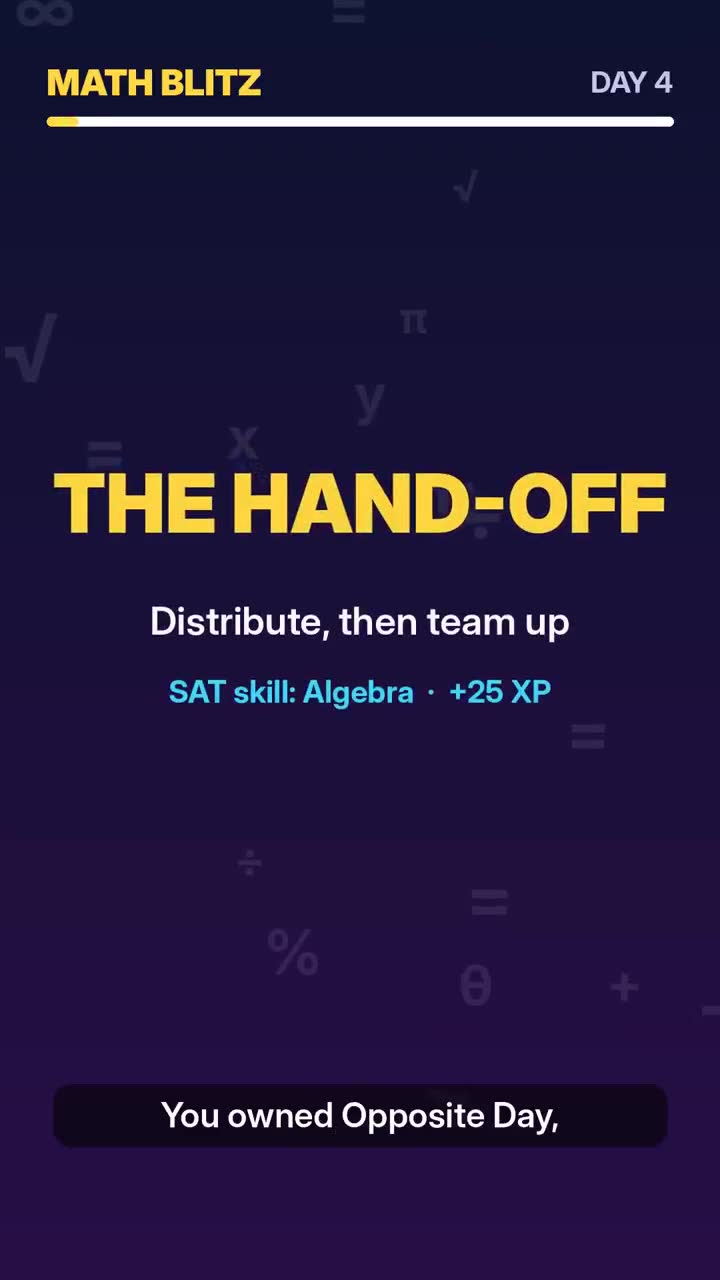 ∞ =
MATH BLITZ DAY 4
√
π
√
y
x
=
THE HAND-OFF
÷
Distribute, then team up
SAT skill: Algebra · +25 XP
=
÷
=
%
θ +
You owned Opposite Day,